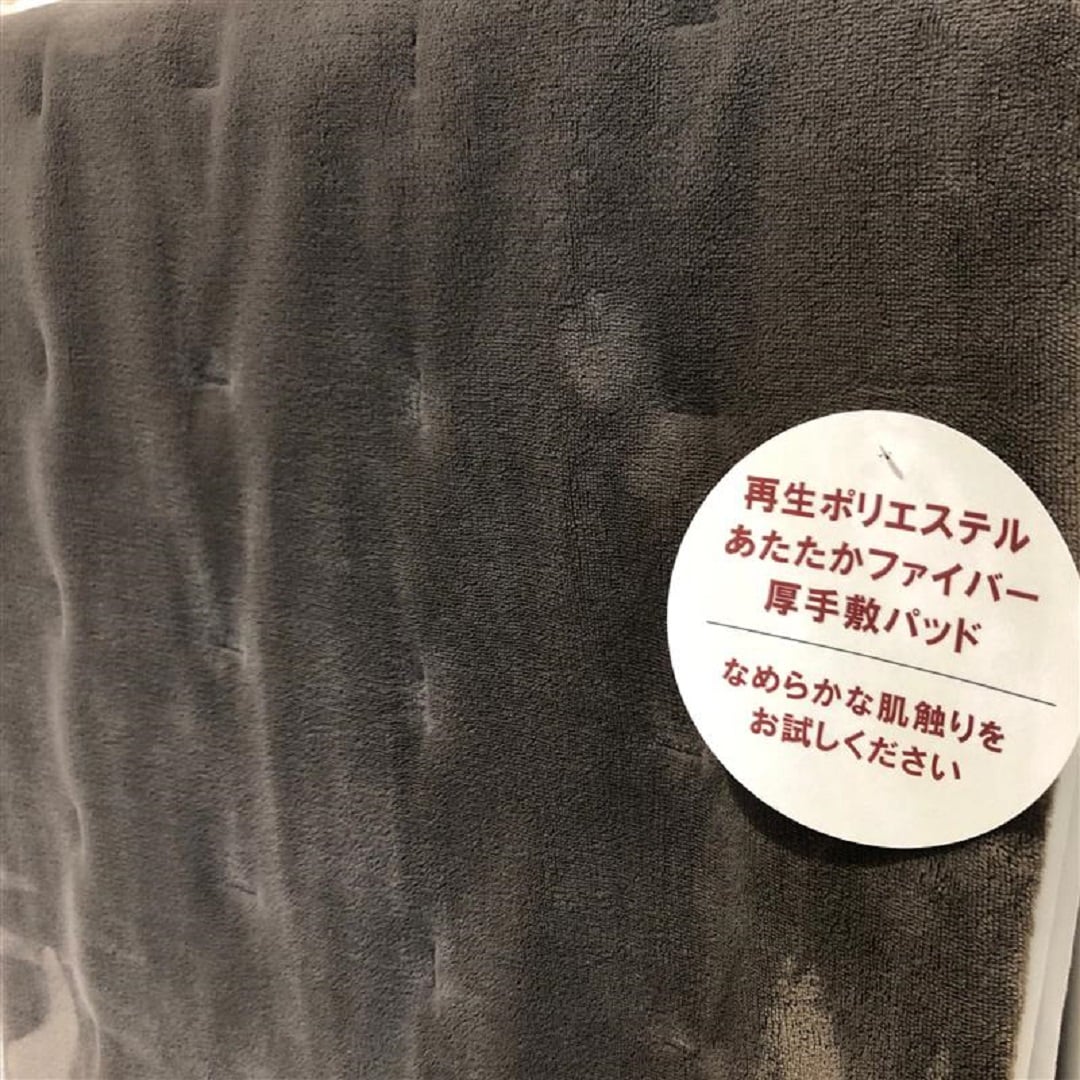 再生ポリエステル
あたたかファイバー
厚手敷パッド
なめらかな肌触りを
お試しください